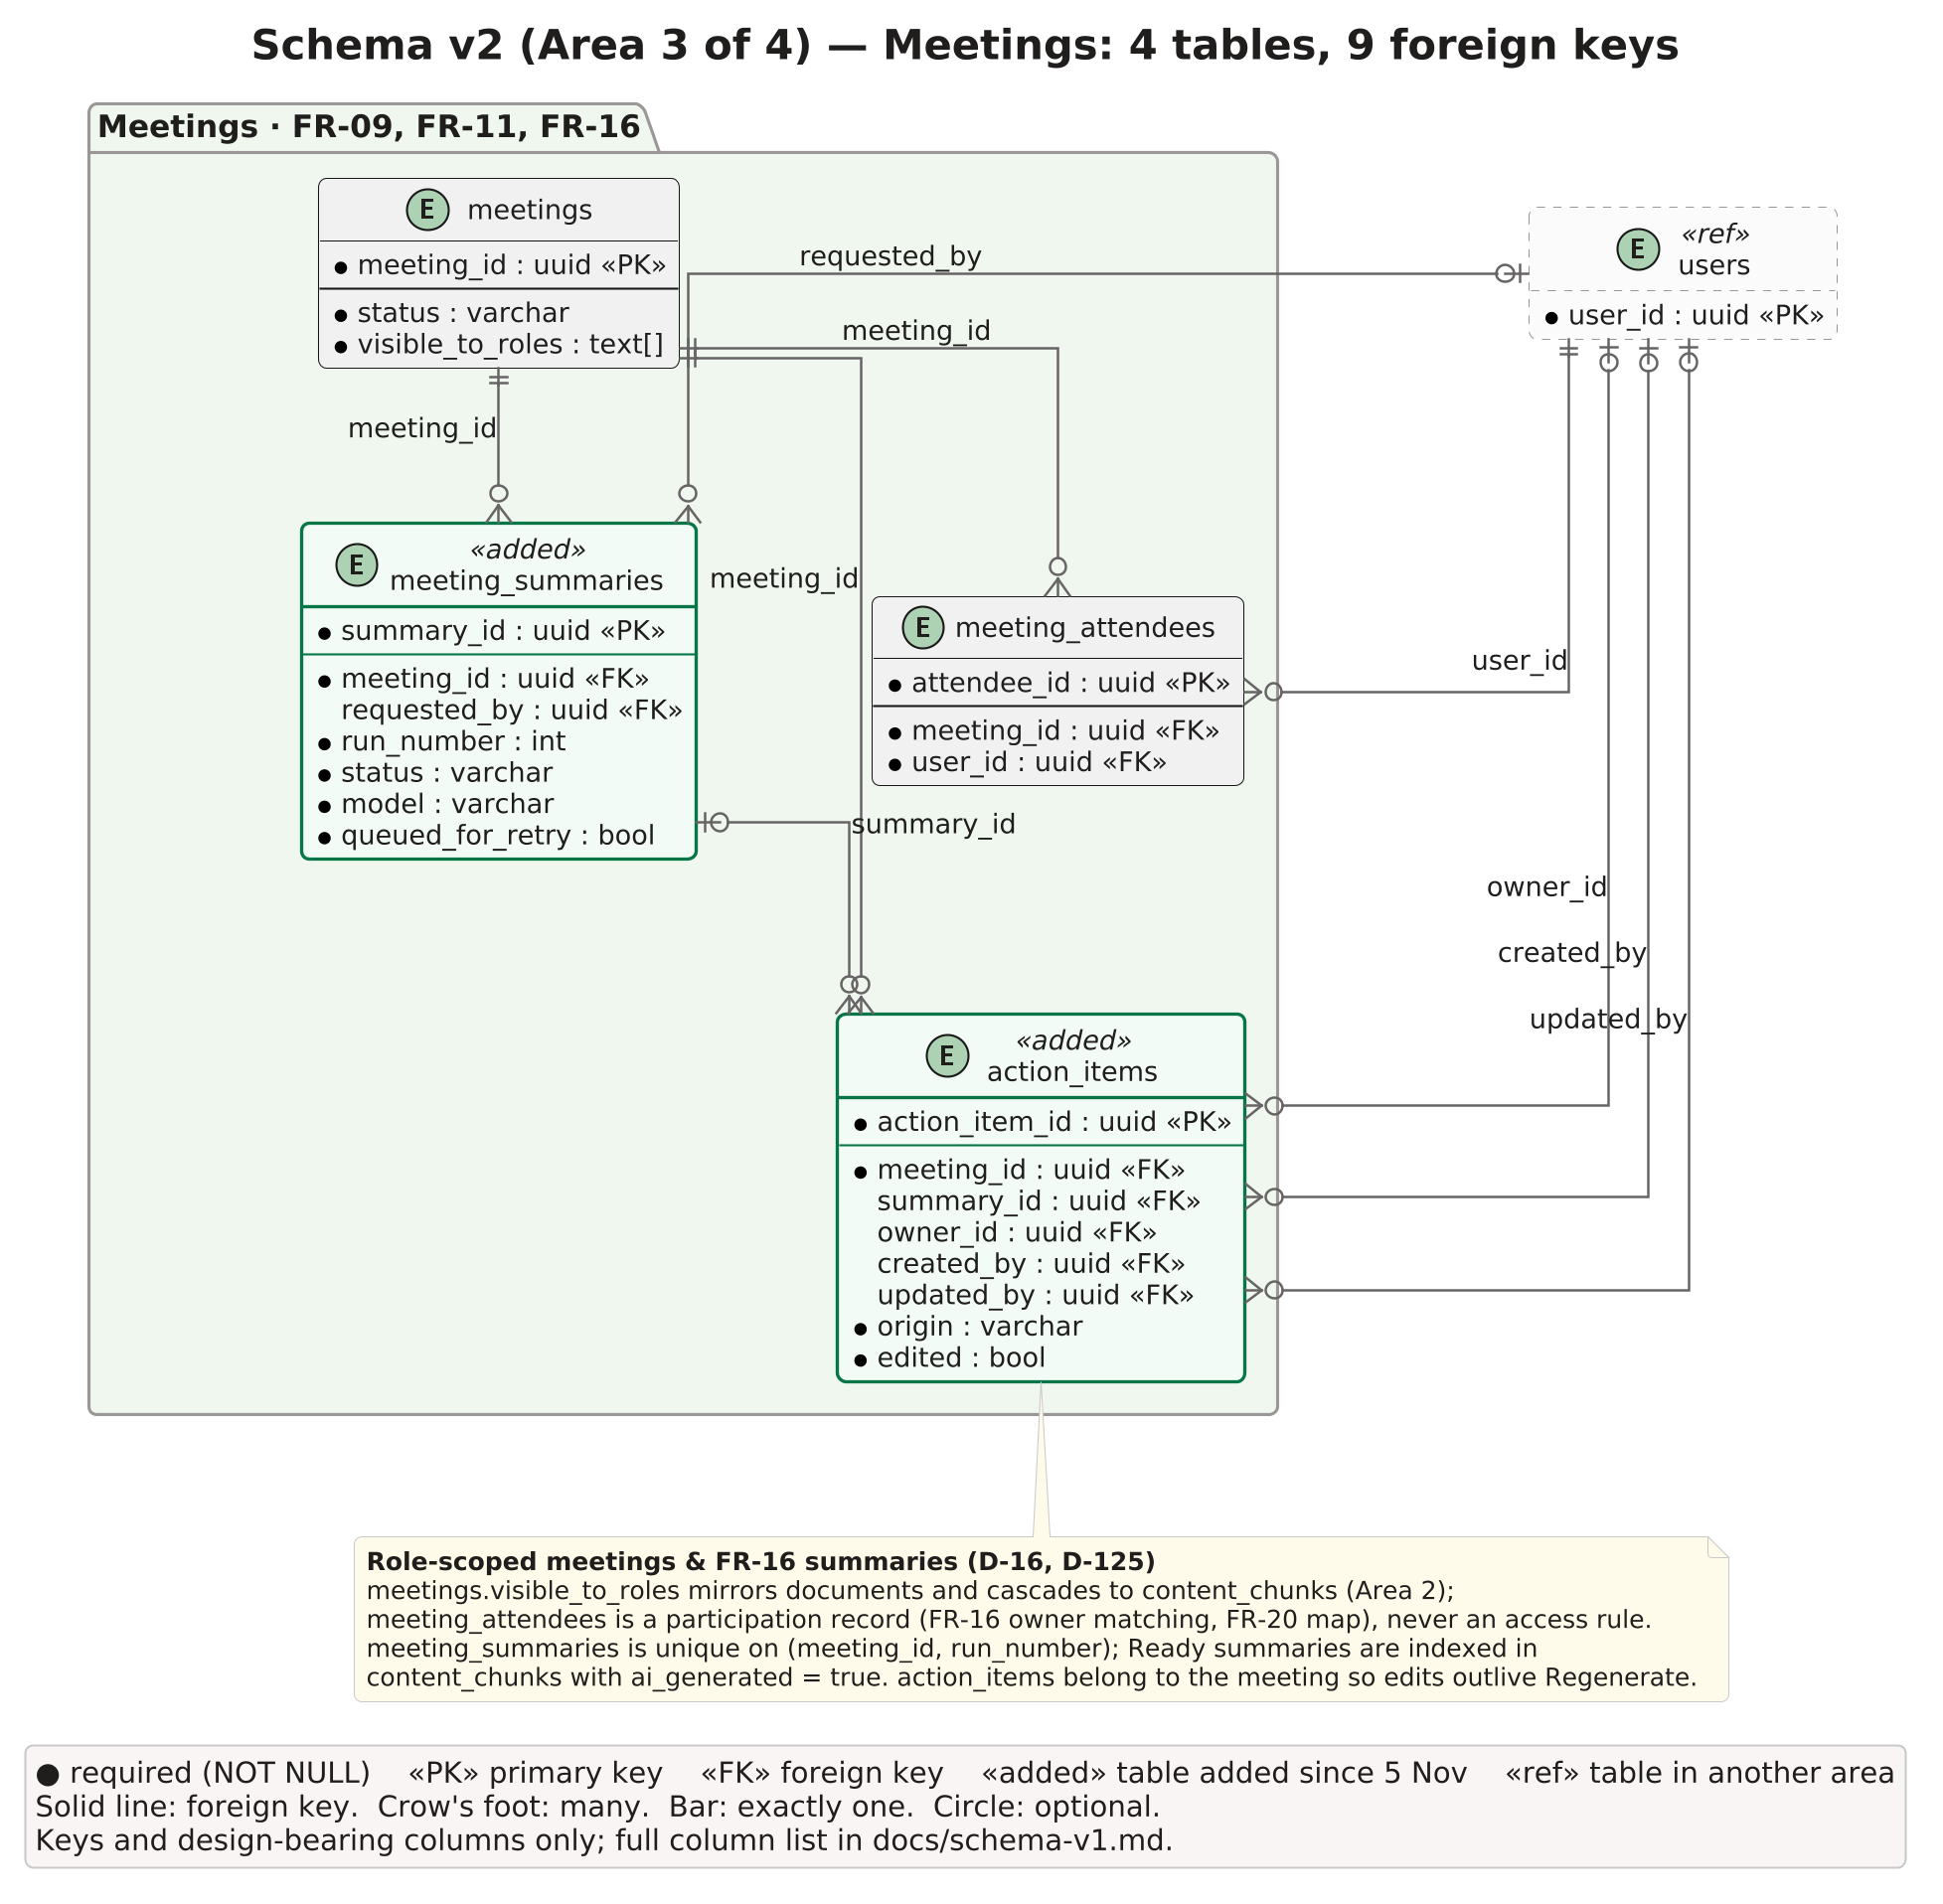 Schema v2 (Area 3 of 4) — Meetings: 4 tables, 9 foreign keys
Meetings · FR-09, FR-11, FR-16
E meetings
● meeting_id : uuid «PK»
● status : varchar
● visible_to_roles : text[]
requested_by
E «ref»
users
● user_id : uuid «PK»
meeting_id
meeting_id
E «added»
meeting_summaries
● summary_id : uuid «PK»
● meeting_id : uuid «FK»
requested_by : uuid «FK»
● run_number : int
● status : varchar
● model : varchar
● queued_for_retry : bool
meeting_id
E meeting_attendees
● attendee_id : uuid «PK»
● meeting_id : uuid «FK»
● user_id : uuid «FK»
user_id
summary_id
owner_id
created_by
updated_by
E «added»
action_items
● action_item_id : uuid «PK»
● meeting_id : uuid «FK»
summary_id : uuid «FK»
owner_id : uuid «FK»
created_by : uuid «FK»
updated_by : uuid «FK»
● origin : varchar
● edited : bool
Role-scoped meetings & FR-16 summaries (D-16, D-125)
meetings.visible_to_roles mirrors documents and cascades to content_chunks (Area 2);
meeting_attendees is a participation record (FR-16 owner matching, FR-20 map), never an access rule.
meeting_summaries is unique on (meeting_id, run_number); Ready summaries are indexed in
content_chunks with ai_generated = true. action_items belong to the meeting so edits outlive Regenerate.
● required (NOT NULL) «PK» primary key «FK» foreign key «added» table added since 5 Nov «ref» table in another area
Solid line: foreign key. Crow's foot: many. Bar: exactly one. Circle: optional.
Keys and design-bearing columns only; full column list in docs/schema-v1.md.